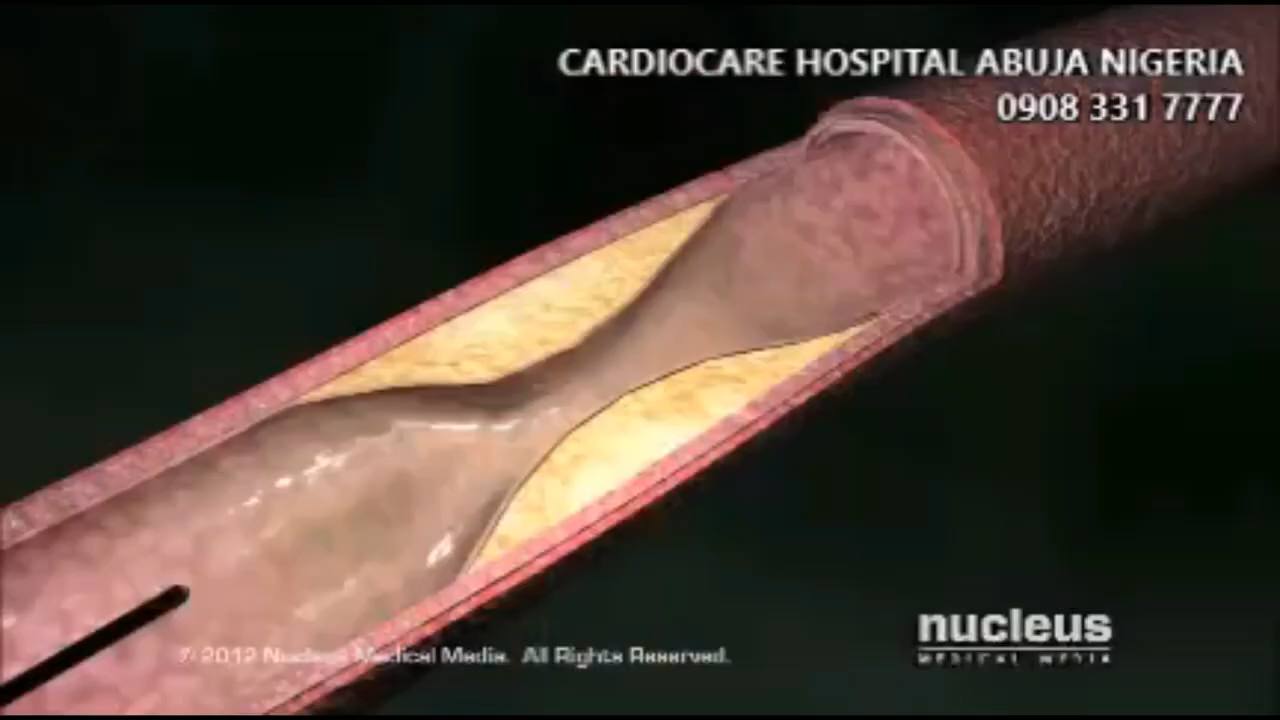 CARDIOCARE HOSPITAL ABUJA NIGERIA
0908 331 7777
nucleus
MEDICAL MEDIA
© 2012 Nucleus Medical Media. All Rights Reserved.